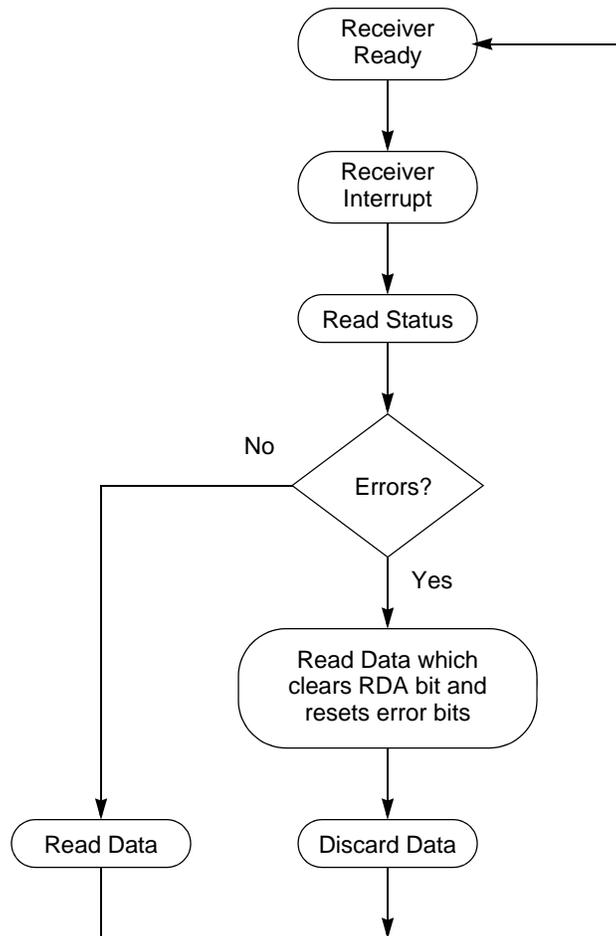 Receiver
Ready
Receiver
Interrupt
Read Status
No
Errors?
Yes
Read Data which
clears RDA bit and
resets error bits
Read Data
Discard Data